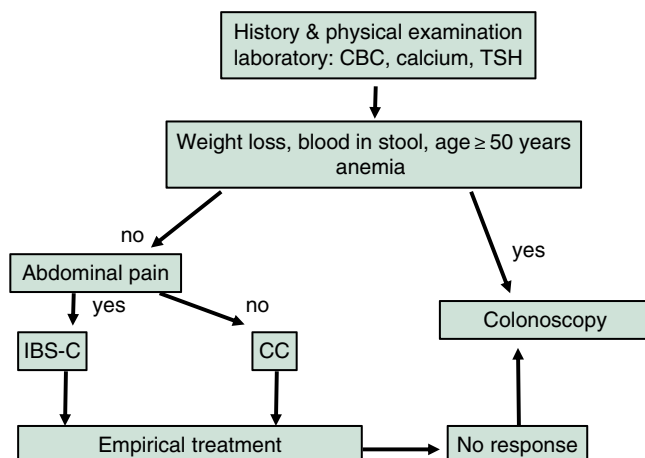 History & physical examination
laboratory: CBC, calcium, TSH
Weight loss, blood in stool, age ≥ 50 years
anemia
no
yes
Abdominal pain
yes
no
Colonoscopy
IBS-C
CC
Empirical treatment
No response